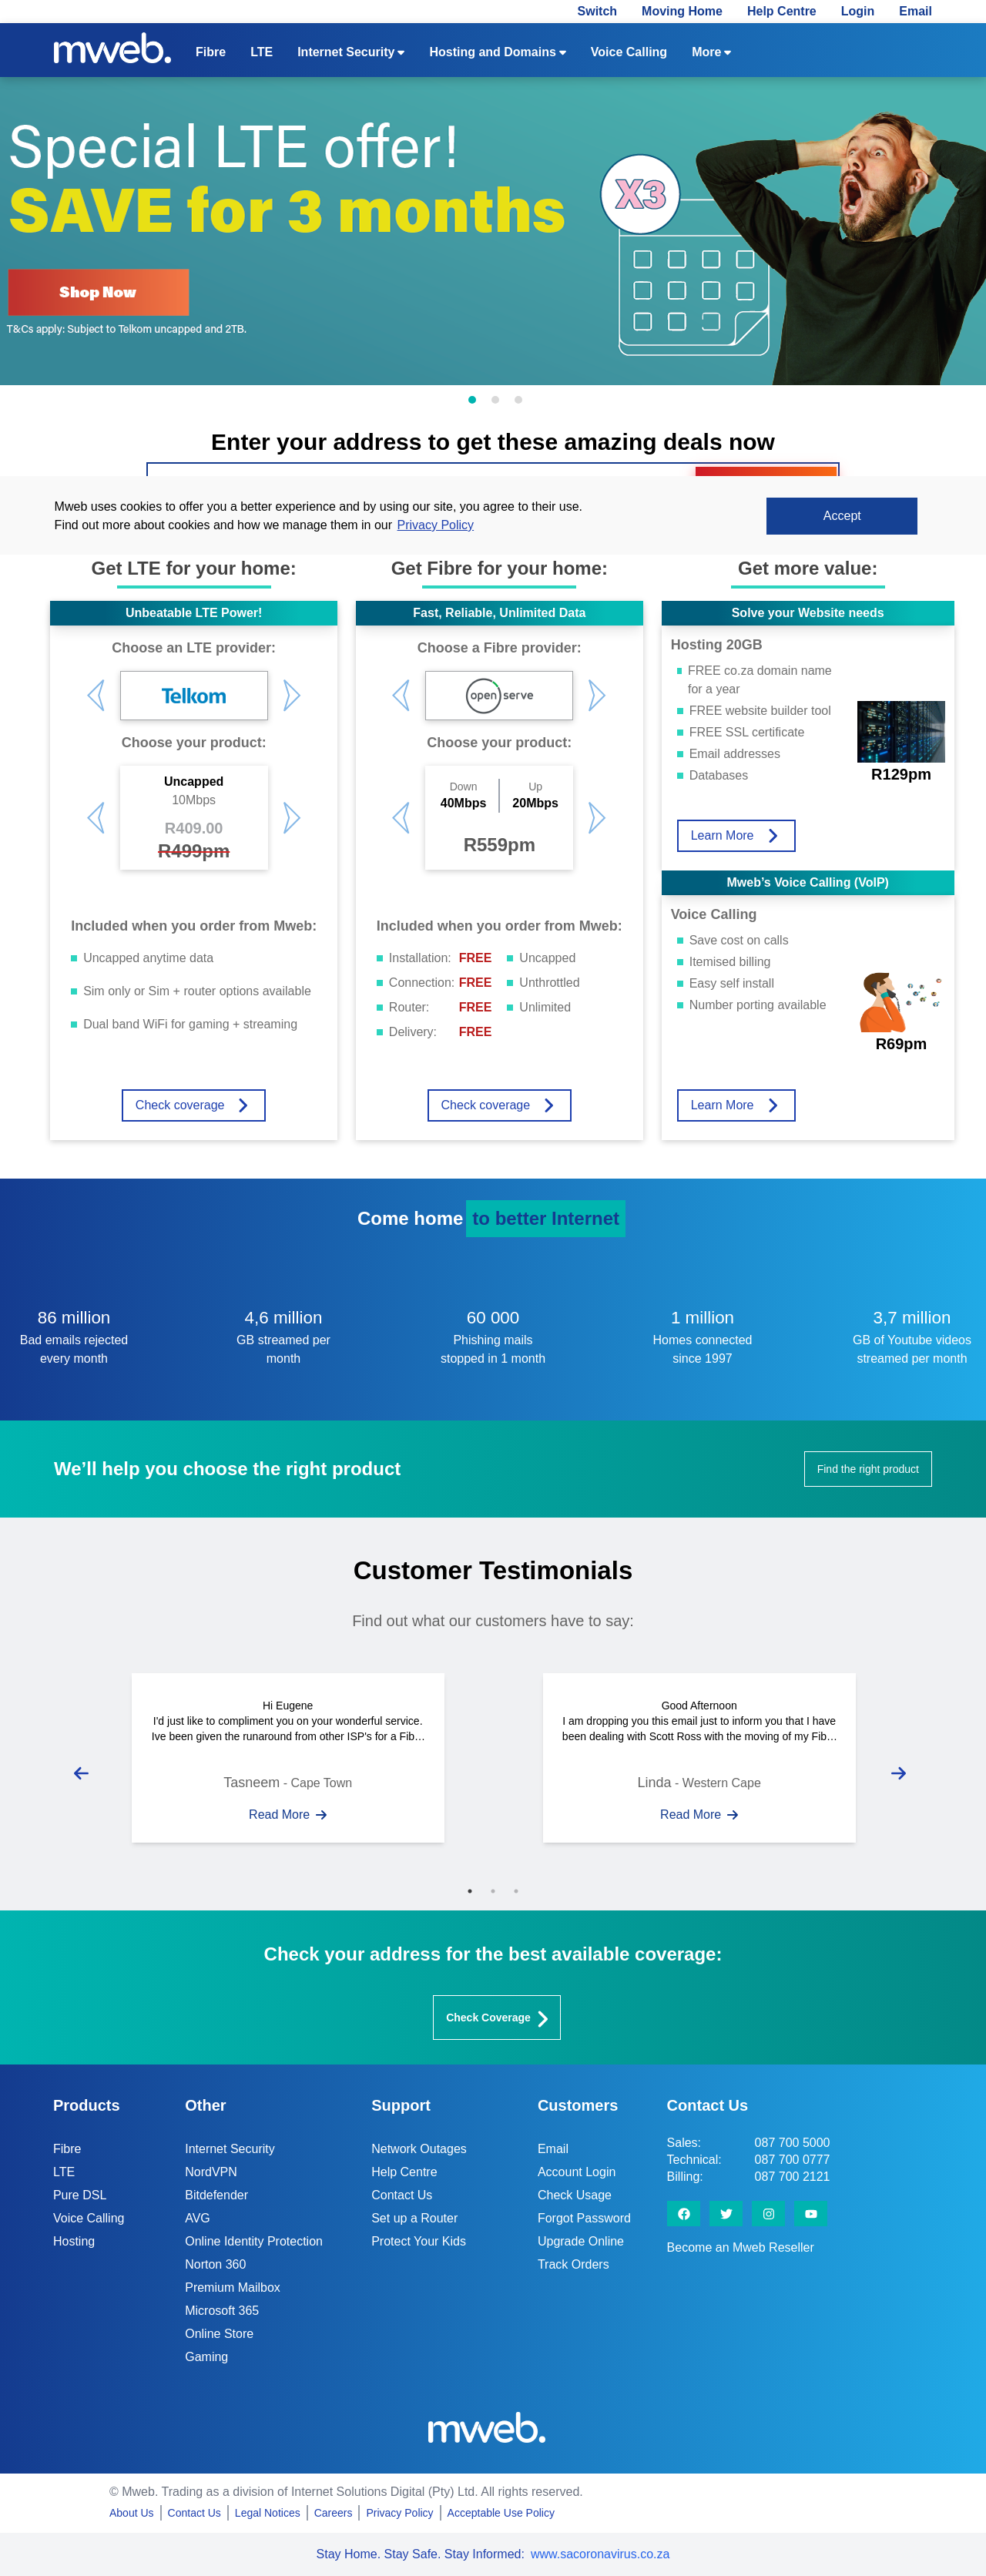 Switch Moving Home Help Centre Login Email
mweb. Fibre LTE Internet Security Hosting and Domains Voice Calling More
Special LTE offer!
SAVE for 3 months
X3
Shop Now
T&Cs apply: Subject to Telkom uncapped and 2TB.
Enter your address to get these amazing deals now
Mweb uses cookies to offer you a better experience and by using our site, you agree to their use.
Find out more about cookies and how we manage them in our Privacy Policy
Accept
Get LTE for your home:
Unbeatable LTE Power!
Choose an LTE provider:
Telkom
Choose your product:
Uncapped
10Mbps
R409.00
R499pm
Included when you order from Mweb:
Uncapped anytime data
Sim only or Sim + router options available
Dual band WiFi for gaming + streaming
Check coverage
Get Fibre for your home:
Fast, Reliable, Unlimited Data
Choose a Fibre provider:
openserve
Choose your product:
Down Up
40Mbps 20Mbps
R559pm
Included when you order from Mweb:
Installation: FREE Uncapped
Connection: FREE Unthrottled
Router: FREE Unlimited
Delivery: FREE
Check coverage
Get more value:
Solve your Website needs
Hosting 20GB
FREE co.za domain name
for a year
FREE website builder tool
FREE SSL certificate
Email addresses
Databases
R129pm
Learn More
Mweb’s Voice Calling (VoIP)
Voice Calling
Save cost on calls
Itemised billing
Easy self install
Number porting available
R69pm
Learn More
Come home to better Internet
86 million
Bad emails rejected
every month
4,6 million
GB streamed per
month
60 000
Phishing mails
stopped in 1 month
1 million
Homes connected
since 1997
3,7 million
GB of Youtube videos
streamed per month
We’ll help you choose the right product
Find the right product
Customer Testimonials
Find out what our customers have to say:
Hi Eugene
I'd just like to compliment you on your wonderful service.
Ive been given the runaround from other ISP's for a Fib…
Tasneem - Cape Town
Read More
Good Afternoon
I am dropping you this email just to inform you that I have
been dealing with Scott Ross with the moving of my Fib…
Linda - Western Cape
Read More
Check your address for the best available coverage:
Check Coverage
Products
Fibre
LTE
Pure DSL
Voice Calling
Hosting
Other
Internet Security
NordVPN
Bitdefender
AVG
Online Identity Protection
Norton 360
Premium Mailbox
Microsoft 365
Online Store
Gaming
Support
Network Outages
Help Centre
Contact Us
Set up a Router
Protect Your Kids
Customers
Email
Account Login
Check Usage
Forgot Password
Upgrade Online
Track Orders
Contact Us
Sales: 087 700 5000
Technical: 087 700 0777
Billing: 087 700 2121
Become an Mweb Reseller
mweb.
© Mweb. Trading as a division of Internet Solutions Digital (Pty) Ltd. All rights reserved.
About Us Contact Us Legal Notices Careers Privacy Policy Acceptable Use Policy
Stay Home. Stay Safe. Stay Informed: www.sacoronavirus.co.za